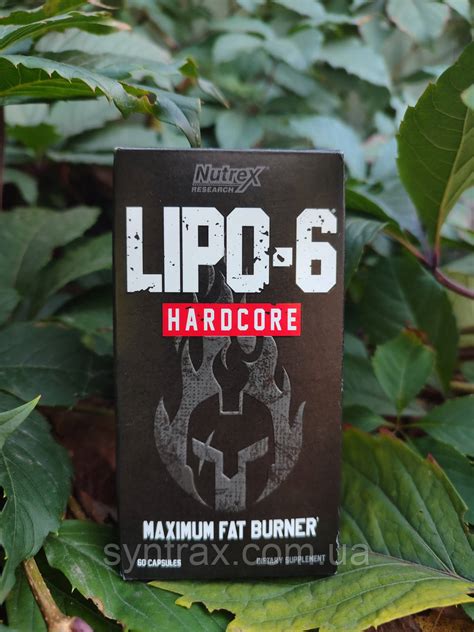 Nutrex
RESEARCH
LIPO-6
HARDCORE
MAXIMUM FAT BURNER
syntrax.com.ua
60 CAPSULES
DIETARY SUPPLEMENT